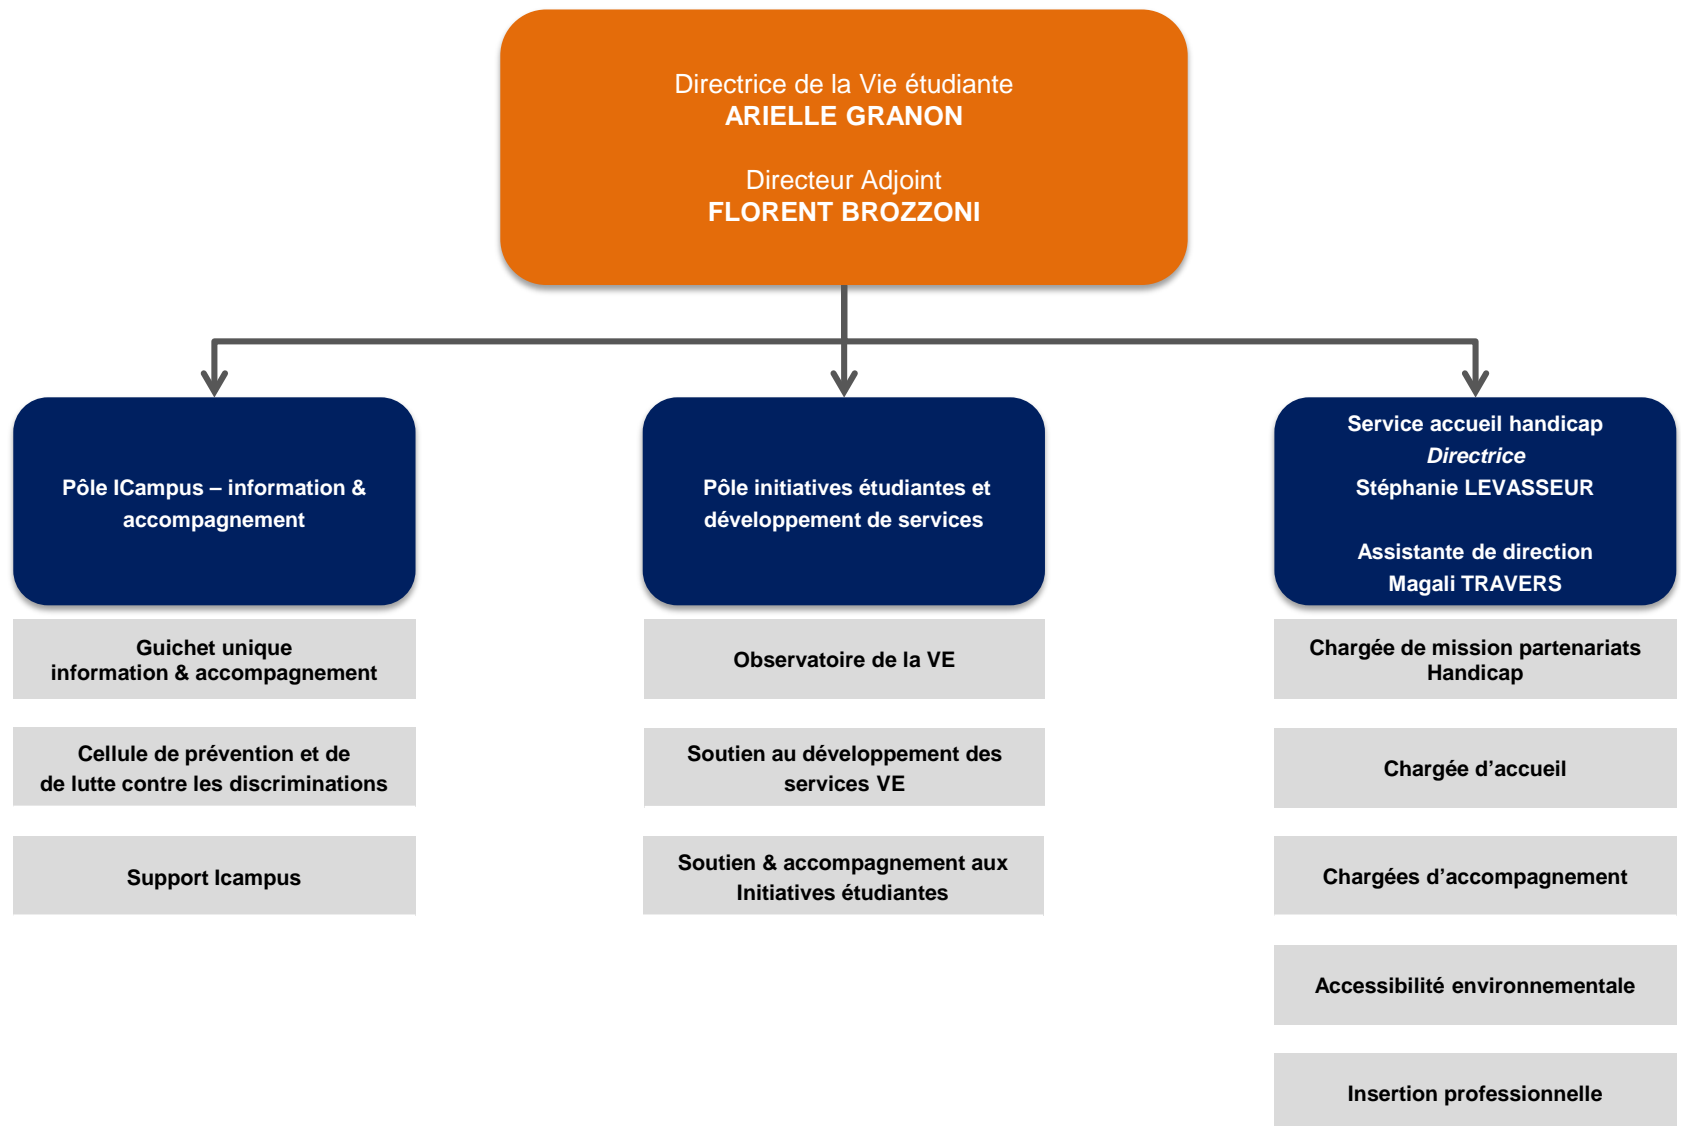 Directrice de la Vie étudiante
ARIELLE GRANON
Directeur Adjoint
FLORENT BROZZONI
Pôle ICampus – information &
accompagnement
Guichet unique
information & accompagnement
Cellule de prévention et de
de lutte contre les discriminations
Support Icampus
Pôle initiatives étudiantes et
développement de services
Observatoire de la VE
Soutien au développement des
services VE
Soutien & accompagnement aux
Initiatives étudiantes
Service accueil handicap
Directrice
Stéphanie LEVASSEUR
Assistante de direction
Magali TRAVERS
Chargée de mission partenariats
Handicap
Chargée d’accueil
Chargées d’accompagnement
Accessibilité environnementale
Insertion professionnelle